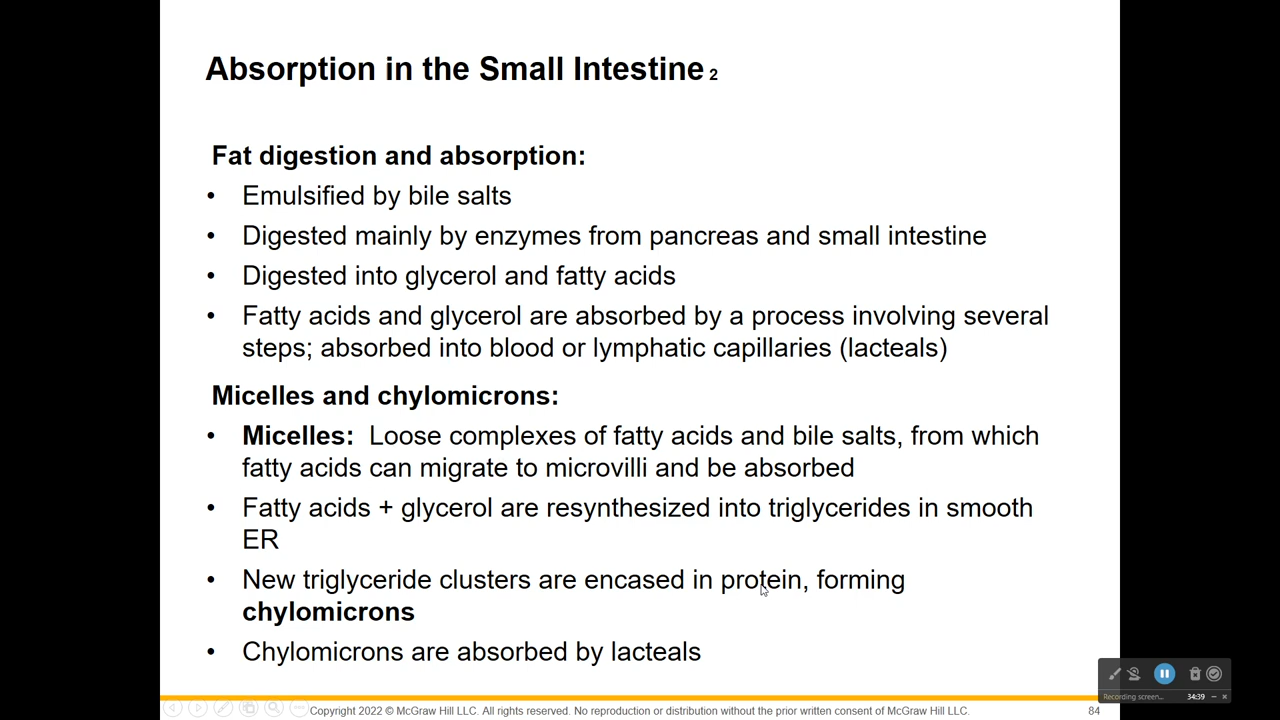 Absorption in the Small Intestine 2
Fat digestion and absorption:
• Emulsified by bile salts
• Digested mainly by enzymes from pancreas and small intestine
• Digested into glycerol and fatty acids
• Fatty acids and glycerol are absorbed by a process involving several
steps; absorbed into blood or lymphatic capillaries (lacteals)
Micelles and chylomicrons:
• Micelles: Loose complexes of fatty acids and bile salts, from which
fatty acids can migrate to microvilli and be absorbed
• Fatty acids + glycerol are resynthesized into triglycerides in smooth
ER
• New triglyceride clusters are encased in protein, forming
chylomicrons
• Chylomicrons are absorbed by lacteals
Recording screen... 34:39
Copyright 2022 © McGraw Hill LLC. All rights reserved. No reproduction or distribution without the prior written consent of McGraw Hill LLC. 84